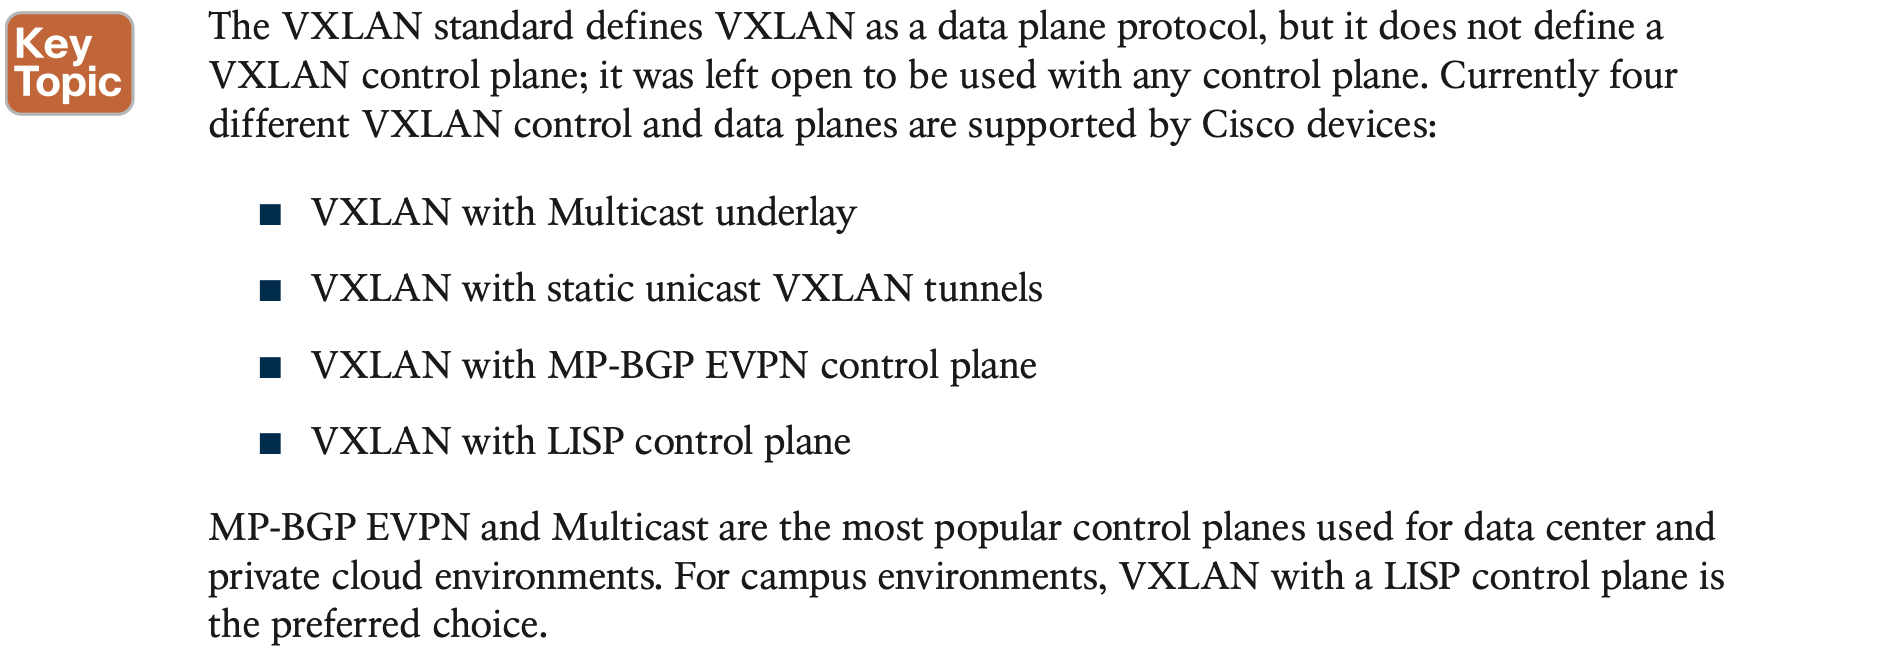 Key
Topic
The VXLAN standard defines VXLAN as a data plane protocol, but it does not define a
VXLAN control plane; it was left open to be used with any control plane. Currently four
different VXLAN control and data planes are supported by Cisco devices:
■ VXLAN with Multicast underlay
■ VXLAN with static unicast VXLAN tunnels
■ VXLAN with MP-BGP EVPN control plane
■ VXLAN with LISP control plane
MP-BGP EVPN and Multicast are the most popular control planes used for data center and
private cloud environments. For campus environments, VXLAN with a LISP control plane is
the preferred choice.